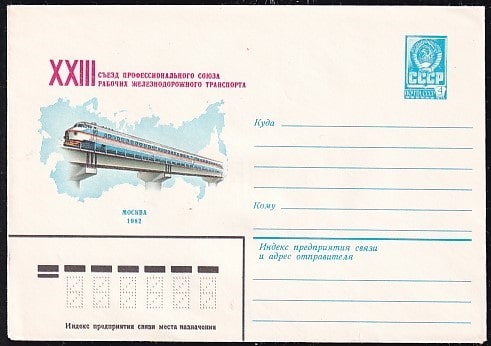 XXIII СЪЕЗД ПРОФЕССИОНАЛЬНОГО СОЮЗА
РАБОЧИХ ЖЕЛЕЗНОДОРОЖНОГО ТРАНСПОРТА
МОСКВА
1982
СССР
4
Куда
Кому
Индекс предприятия связи
и адрес отправителя
Индекс предприятия связи места назначения